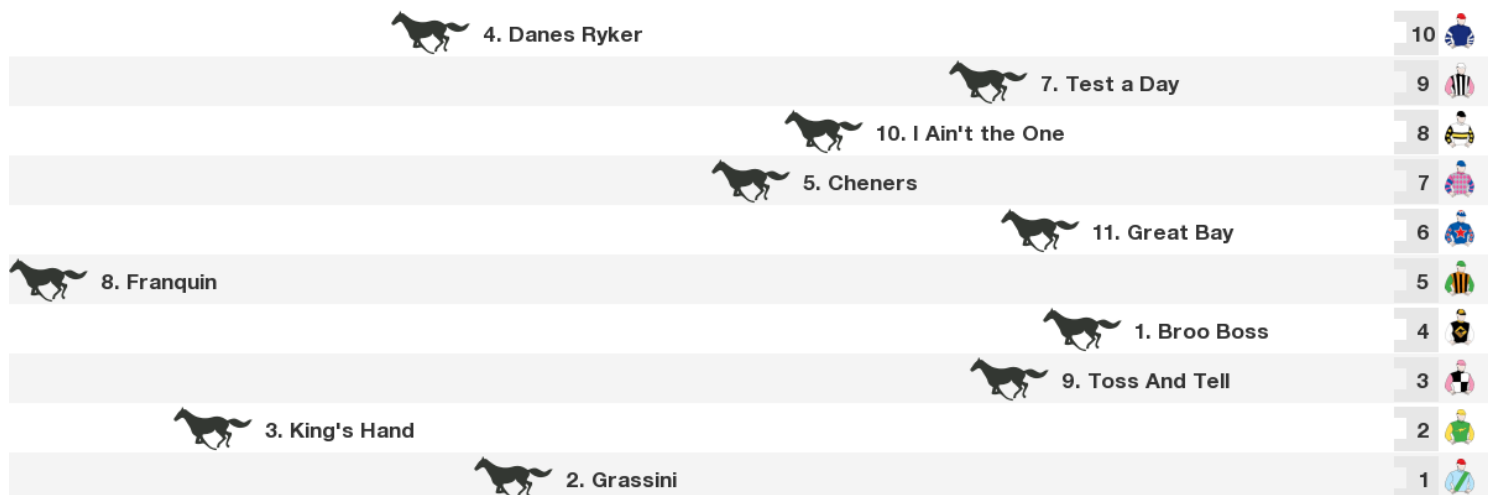 4. Danes Ryker 10
7. Test a Day 9
10. I Ain't the One 8
5. Cheners 7
11. Great Bay 6
8. Franquin 5
1. Broo Boss 4
9. Toss And Tell 3
3. King's Hand 2
2. Grassini 1